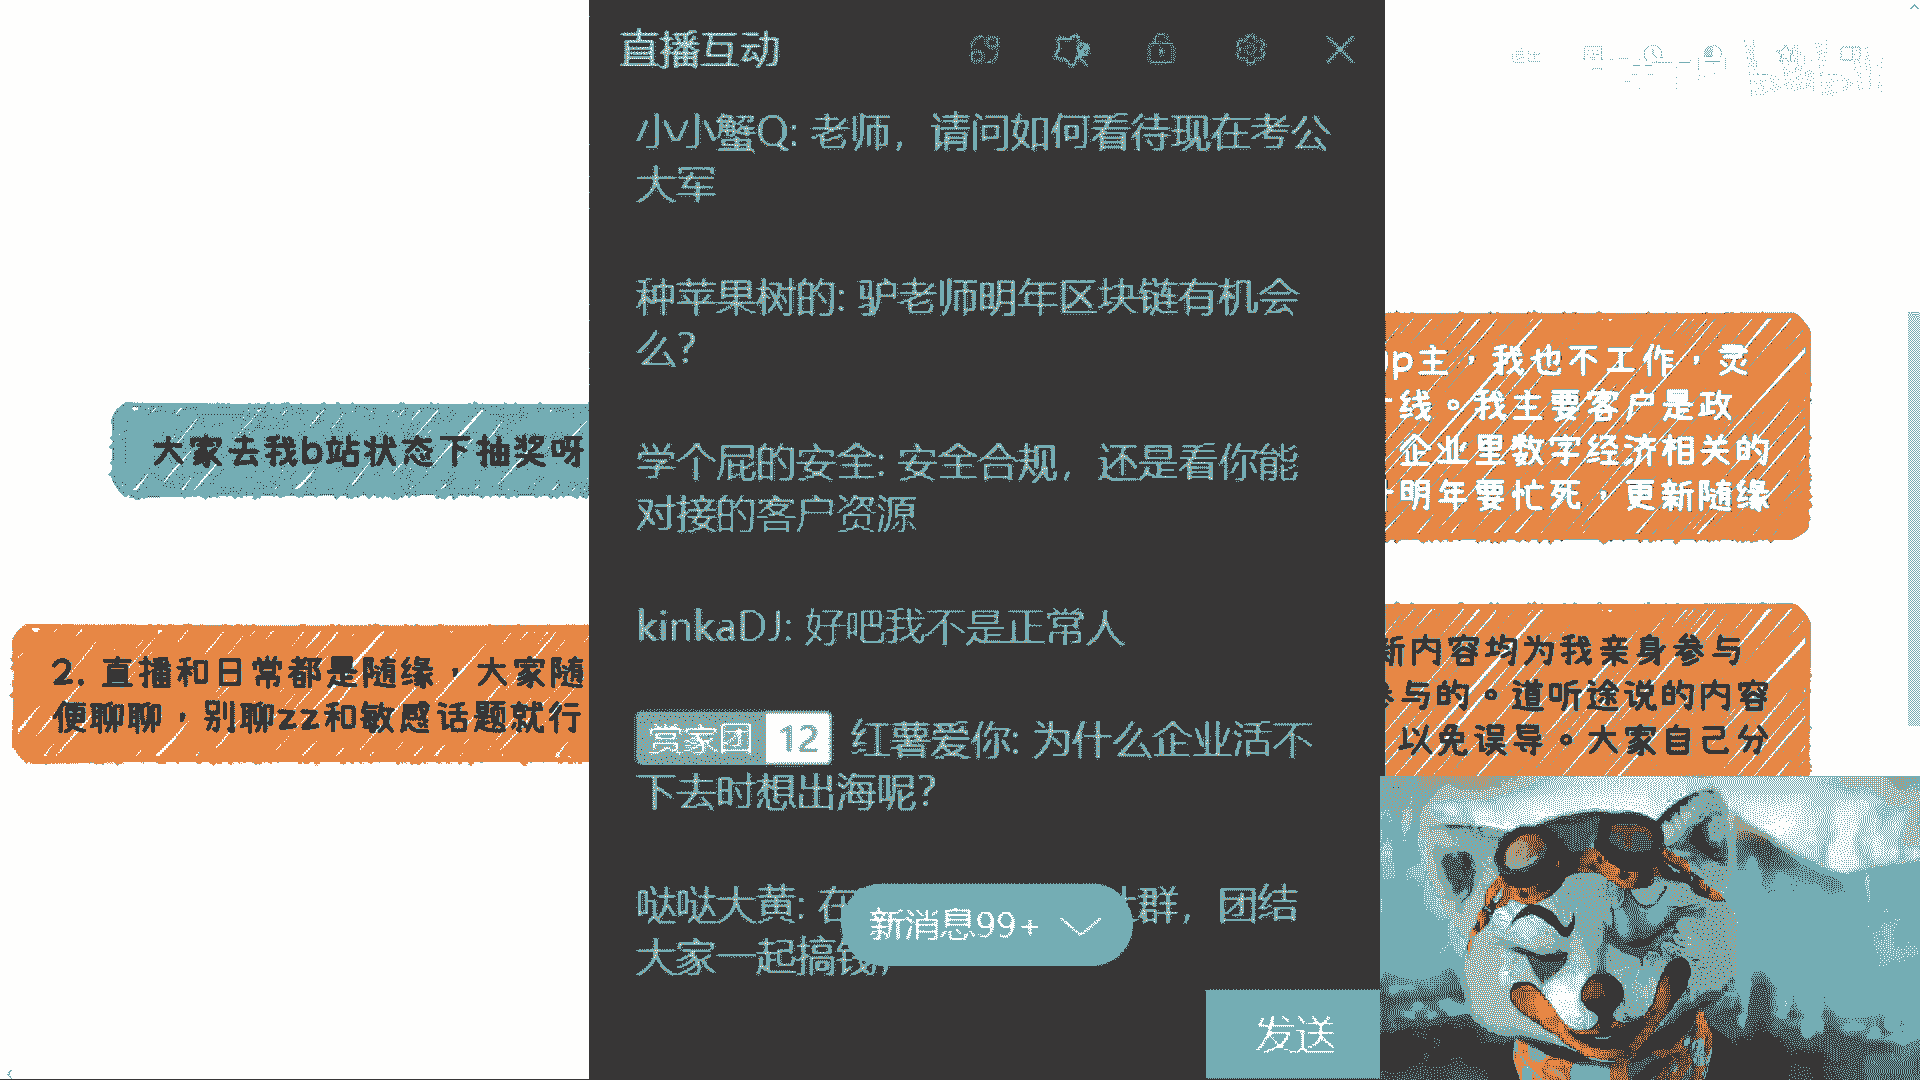 直播互动
小小蟹Q: 老师，请问如何看待现在考公
大军
种苹果树的: 驴老师明年区块链有机会
么?
学个屁的安全: 安全合规，还是看你能
对接的客户资源
kinkaDJ: 好吧我不是正常人
赏家团 12 红薯爱你: 为什么企业活不
下去时想出海呢?
哒哒大黄: 在 群，团结
大家一起搞钱，
新消息99+
发送
大家去我b站状态下抽奖呀
2. 直播和日常都是随缘，大家随
便聊聊，别聊zz和敏感话题就行
p主，我也不工作，灵
线。我主要客户是政
企业里数字经济相关的
明年要忙死，更新随缘
新内容均为我亲身参与
参与的。道听途说的内容
以免误导。大家自己分